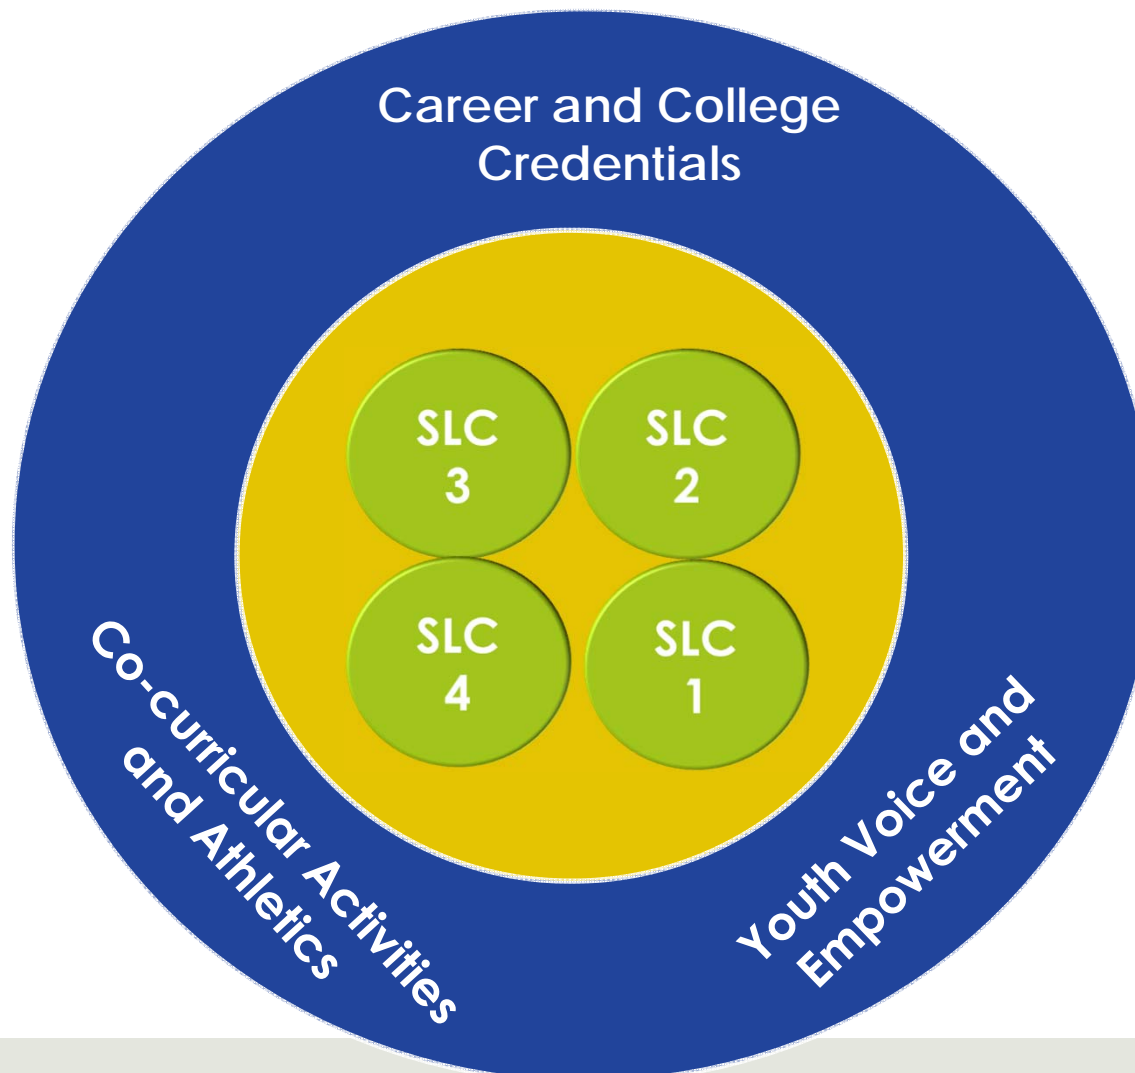 Career and College
Credentials
SLC
3
SLC
2
SLC
4
SLC
1
Co-curricular Activities
and Athletics
Youth Voice and
Empowerment